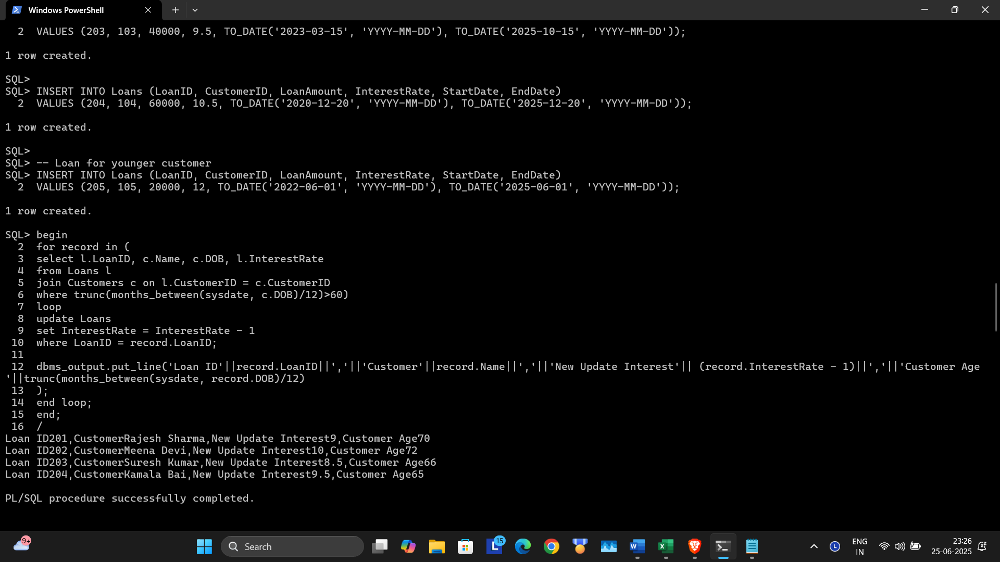 Windows PowerShell
  2  VALUES (203, 103, 40000, 9.5, TO_DATE('2023-03-15', 'YYYY-MM-DD'), TO_DATE('2025-10-15', 'YYYY-MM-DD'));
1 row created.
SQL>
SQL> INSERT INTO Loans (LoanID, CustomerID, LoanAmount, InterestRate, StartDate, EndDate)
  2  VALUES (204, 104, 60000, 10.5, TO_DATE('2020-12-20', 'YYYY-MM-DD'), TO_DATE('2025-12-20', 'YYYY-MM-DD'));
1 row created.
SQL>
SQL> -- Loan for younger customer
SQL> INSERT INTO Loans (LoanID, CustomerID, LoanAmount, InterestRate, StartDate, EndDate)
  2  VALUES (205, 105, 20000, 12, TO_DATE('2022-06-01', 'YYYY-MM-DD'), TO_DATE('2025-06-01', 'YYYY-MM-DD'));
1 row created.
SQL> begin
  2  for record in (
  3  select l.LoanID, c.Name, c.DOB, l.InterestRate
  4  from Loans l
  5  join Customers c on l.CustomerID = c.CustomerID
  6  where trunc(months_between(sysdate, c.DOB)/12)>60)
  7  loop
  8  update Loans
  9  set InterestRate = InterestRate - 1
 10  where LoanID = record.LoanID;
 11
 12  dbms_output.put_line('Loan ID'||record.LoanID||','||'Customer'||record.Name||','||'New Update Interest'|| (record.InterestRate - 1)||','||'Customer Age
'||trunc(months_between(sysdate, record.DOB)/12)
 13  );
 14  end loop;
 15  end;
 16  /
Loan ID201,CustomerRajesh Sharma,New Update Interest9,Customer Age70
Loan ID202,CustomerMeena Devi,New Update Interest10,Customer Age72
Loan ID203,CustomerSuresh Kumar,New Update Interest8.5,Customer Age66
Loan ID204,CustomerKamala Bai,New Update Interest9.5,Customer Age65
PL/SQL procedure successfully completed.
9+
Search
15
ENG
IN
23:26
25-06-2025